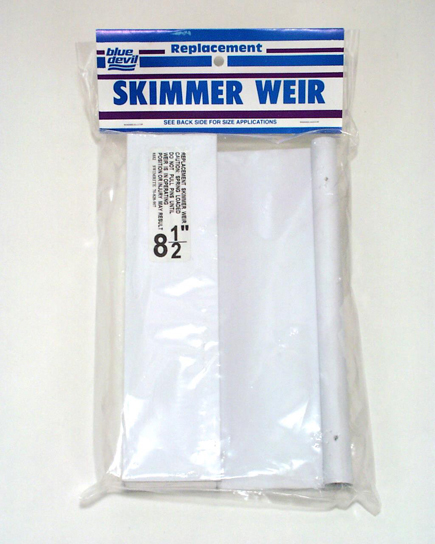 blue devil
Replacement
SKIMMER WEIR
SEE BACK SIDE FOR SIZE APPLICATIONS
REPLACEMENT SKIMMER WEIR
CAUTION: SPRING LOADED
DO NOT PULL PINS UNTIL
WEIR IS IN OPERATING
POSITION OR INJURY MAY RESULT
8 1/2"